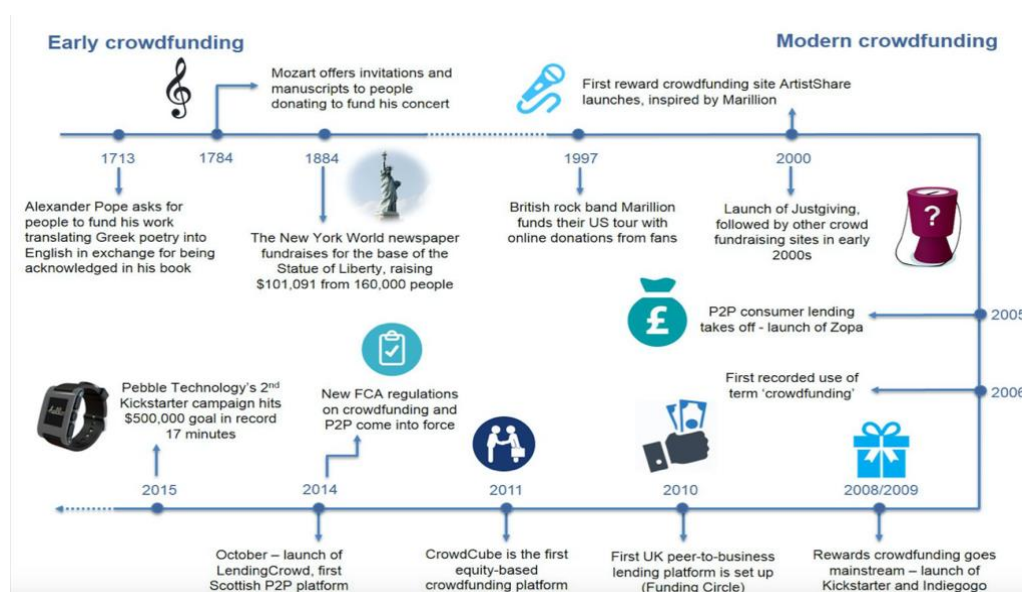 Early crowdfunding
Modern crowdfunding
Mozart offers invitations and
manuscripts to people
donating to fund his concert
First reward crowdfunding site ArtistShare
launches, inspired by Marillion
1713
1784
1884
1997
2000
Alexander Pope asks for
people to fund his work
translating Greek poetry into
English in exchange for being
acknowledged in his book
The New York World newspaper
fundraises for the base of the
Statue of Liberty, raising
$101,091 from 160,000 people
British rock band Marillion
funds their US tour with
online donations from fans
Launch of Justgiving,
followed by other crowd
fundraising sites in early
2000s
?
£
P2P consumer lending
takes off - launch of Zopa
2005
First recorded use of
term ‘crowdfunding’
2006
Pebble Technology’s 2nd
Kickstarter campaign hits
$500,000 goal in record
17 minutes
New FCA regulations
on crowdfunding and
P2P come into force
2015
2014
2011
2010
2008/2009
October – launch of
LendingCrowd, first
Scottish P2P platform
CrowdCube is the first
equity-based
crowdfunding platform
First UK peer-to-business
lending platform is set up
(Funding Circle)
Rewards crowdfunding goes
mainstream – launch of
Kickstarter and Indiegogo